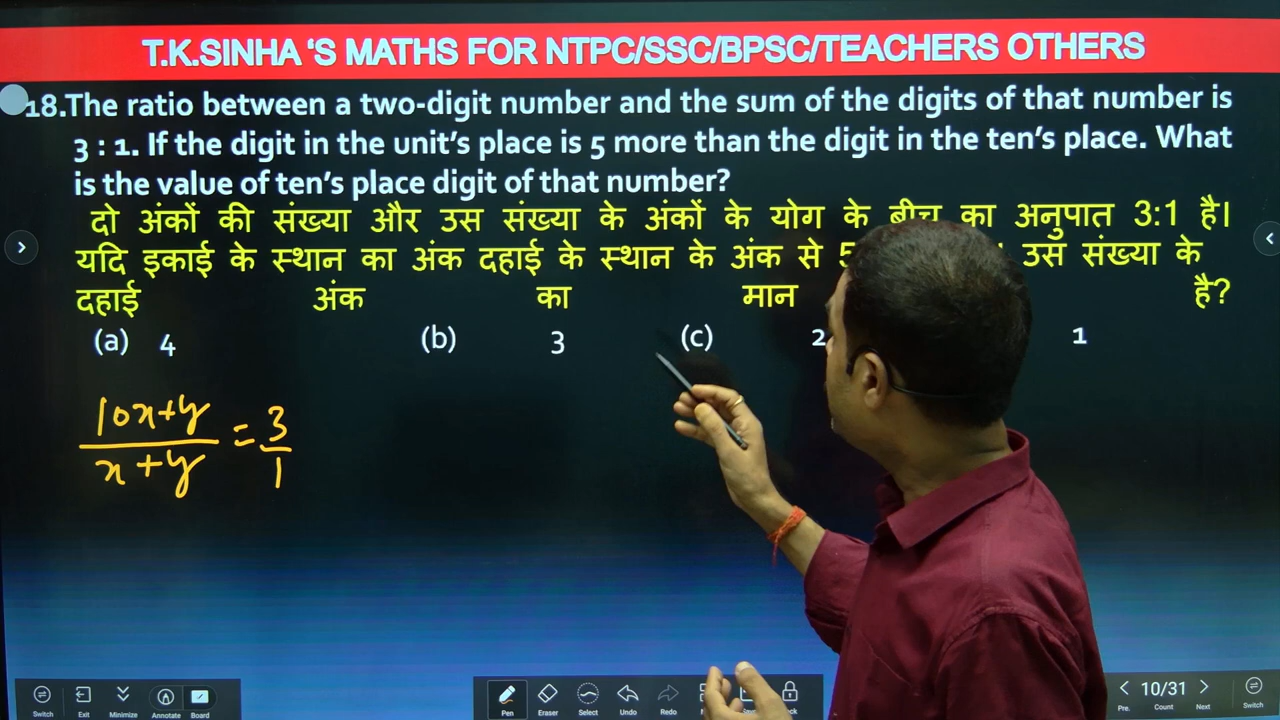 T.K.SINHA ‘S MATHS FOR NTPC/SSC/BPSC/TEACHERS OTHERS
18.The ratio between a two-digit number and the sum of the digits of that number is
3 : 1. If the digit in the unit’s place is 5 more than the digit in the ten’s place. What
is the value of ten’s place digit of that number?
दो अंकों की संख्या और उस संख्या के अंकों के योग के बीच का अनुपात 3:1 है।
यदि इकाई के स्थान का अंक दहाई के स्थान के अंक से 5 उस संख्या के
दहाई अंक का मान है?
(a) 4 (b) 3 (c) 2 1
10x+y
x+y
= 3
1
Switch Exit Minimize Annotate Board Pen Eraser Select Undo Redo Pre. 10/31 Count Next Switch